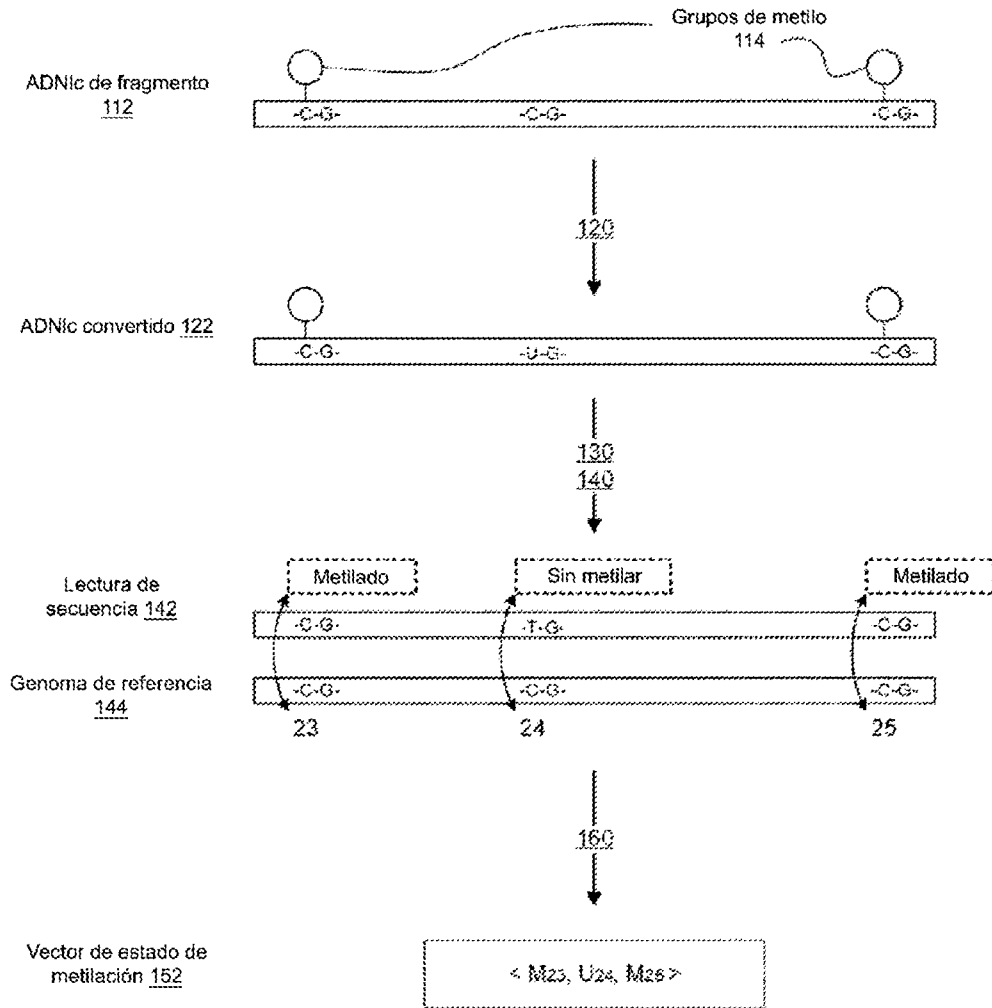 Grupos de metilo
114
ADNlc de fragmento
112
-C-G-
-C-G-
-C-G-
120
ADNlc convertido 122
-C-G-
-U-G-
-C-G-
130
140
Metilado
Sin metilar
Metilado
Lectura de
secuencia 142
-C-G-
-T-G-
-C-G-
Genoma de referencia
144
-C-G-
-C-G-
-C-G-
23
24
25
160
Vector de estado de
metilación 152
< M23, U24, M25 >